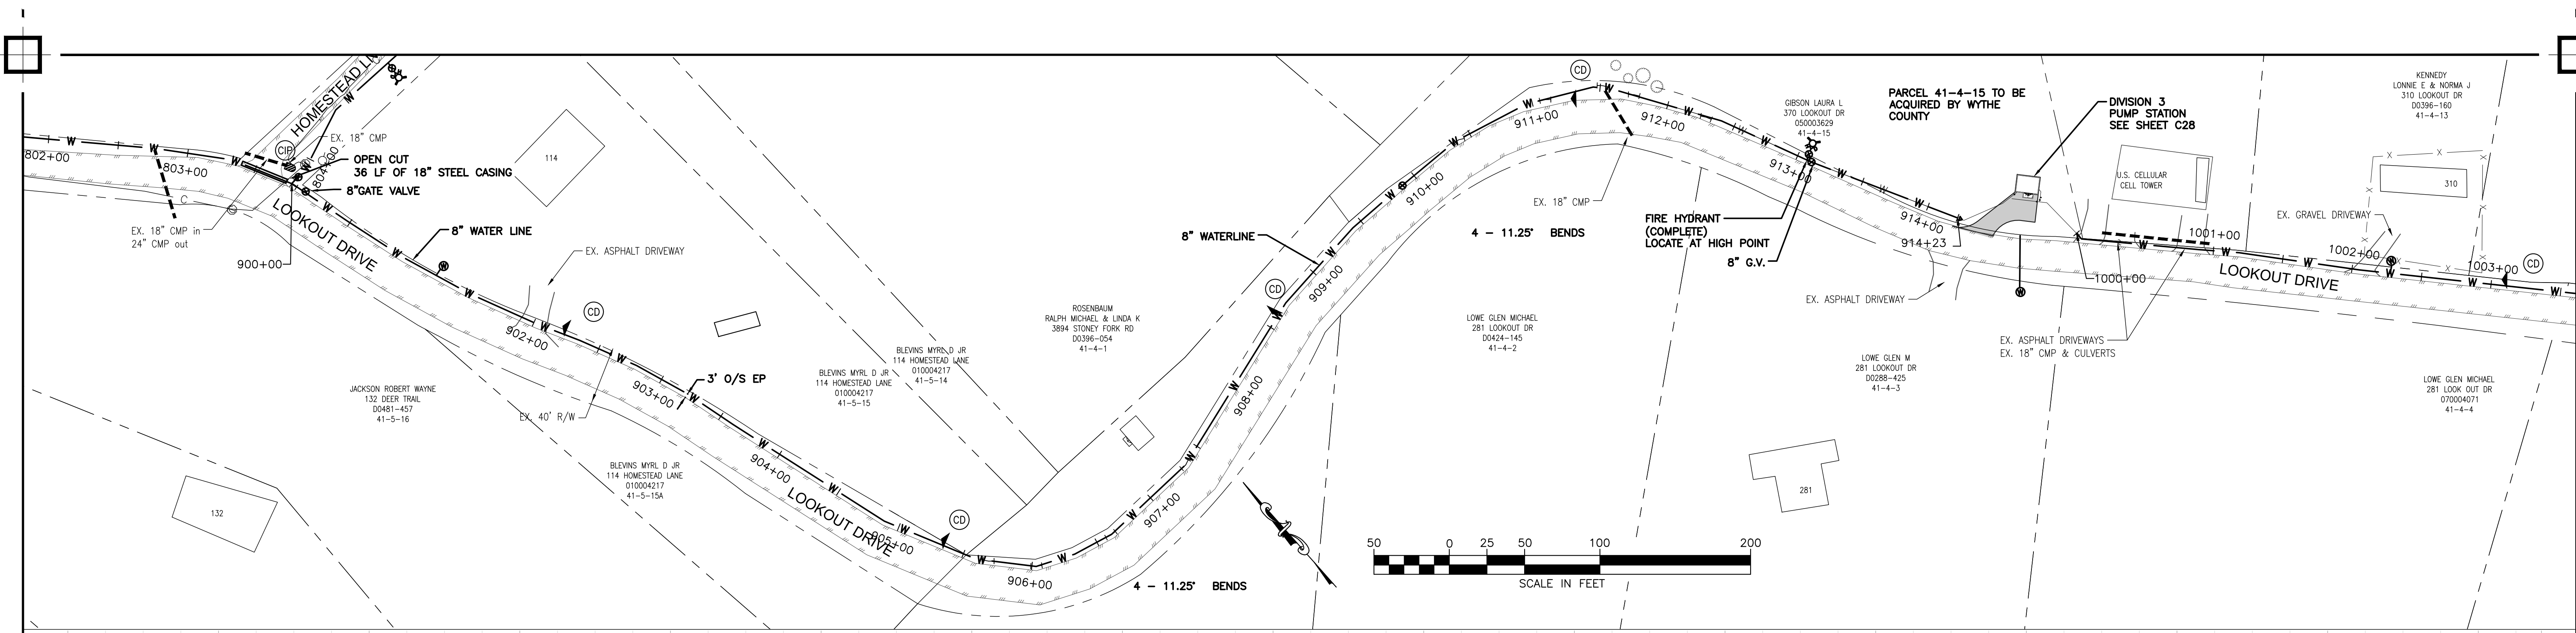 HOMESTEAD LN
802+00
803+00
804+00
CIP
EX. 18" CMP
OPEN CUT
36 LF OF 18" STEEL CASING
8"GATE VALVE
EX. 18" CMP in
24" CMP out
C
900+00
LOOKOUT DRIVE
8" WATER LINE
EX. ASPHALT DRIVEWAY
114
902+00
CD
903+00
3' O/S EP
EX. 40' R/W
JACKSON ROBERT WAYNE
132 DEER TRAIL
D0481-457
41-5-16
132
BLEVINS MYRL D JR
114 HOMESTEAD LANE
010004217
41-5-15A
904+00
LOOKOUT DRIVE
905+00
CD
BLEVINS MYRL D JR
114 HOMESTEAD LANE
010004217
41-5-15
BLEVINS MYRL D JR
114 HOMESTEAD LANE
010004217
41-5-14
906+00
4 - 11.25° BENDS
907+00
908+00
ROSENBAUM
RALPH MICHAEL & LINDA K
3894 STONEY FORK RD
D0396-054
41-4-1
CD
909+00
8" WATERLINE
910+00
911+00
CD
912+00
EX. 18" CMP
4 - 11.25° BENDS
LOWE GLEN MICHAEL
281 LOOKOUT DR
D0424-145
41-4-2
FIRE HYDRANT
(COMPLETE)
LOCATE AT HIGH POINT
8" G.V.
GIBSON LAURA L
370 LOOKOUT DR
050003629
41-4-15
913+00
PARCEL 41-4-15 TO BE
ACQUIRED BY WYTHE
COUNTY
914+00
914+23
DIVISION 3
PUMP STATION
SEE SHEET C28
EX. ASPHALT DRIVEWAY
LOWE GLEN M
281 LOOKOUT DR
D0288-425
41-4-3
281
U.S. CELLULAR
CELL TOWER
1000+00
1001+00
EX. ASPHALT DRIVEWAYS
EX. 18" CMP & CULVERTS
LOOKOUT DRIVE
EX. GRAVEL DRIVEWAY
1002+00
1003+00
CD
KENNEDY
LONNIE E & NORMA J
310 LOOKOUT DR
D0396-160
41-4-13
310
LOWE GLEN MICHAEL
281 LOOK OUT DR
070004071
41-4-4
50 0 25 50 100 200
SCALE IN FEET